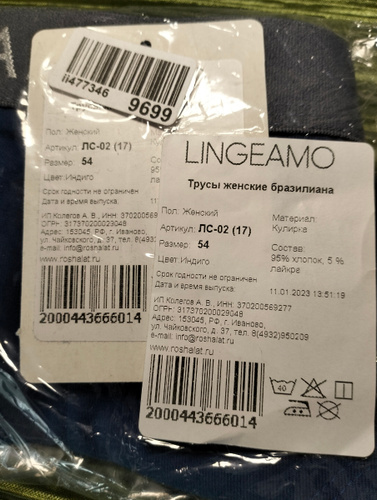 ll477346
9699
Пол: Женский
Артикул: ЛС-02 (17)
Размер: 54
Цвет: Индиго
Срок годности не ограничен
Дата и время выпуска:
ИП Колегов А. В., ИНН: 370200569
ОГРН: 317370200029048
Адрес: 153045, РФ, г. Иваново,
ул. Чайковского, д. 37, тел. 8(4932)
e-mail: info@roshalat.ru
www.roshalat.ru
2000443666014
LINGEAMO
Трусы женские бразилиана
Пол: Женский
Артикул: ЛС-02 (17)
Размер: 54
Цвет: Индиго
Материал:
Кулирка
Состав:
95% хлопок, 5 %
лайкра
Срок годности не ограничен
Дата и время выпуска: 11.01.2023 13:51:19
ИП Колегов А. В., ИНН: 370200569277
ОГРН: 317370200029048
Адрес: 153045, РФ, г. Иваново,
ул. Чайковского, д. 37, тел. 8(4932)950209
e-mail: info@roshalat.ru
www.roshalat.ru
40
2000443666014